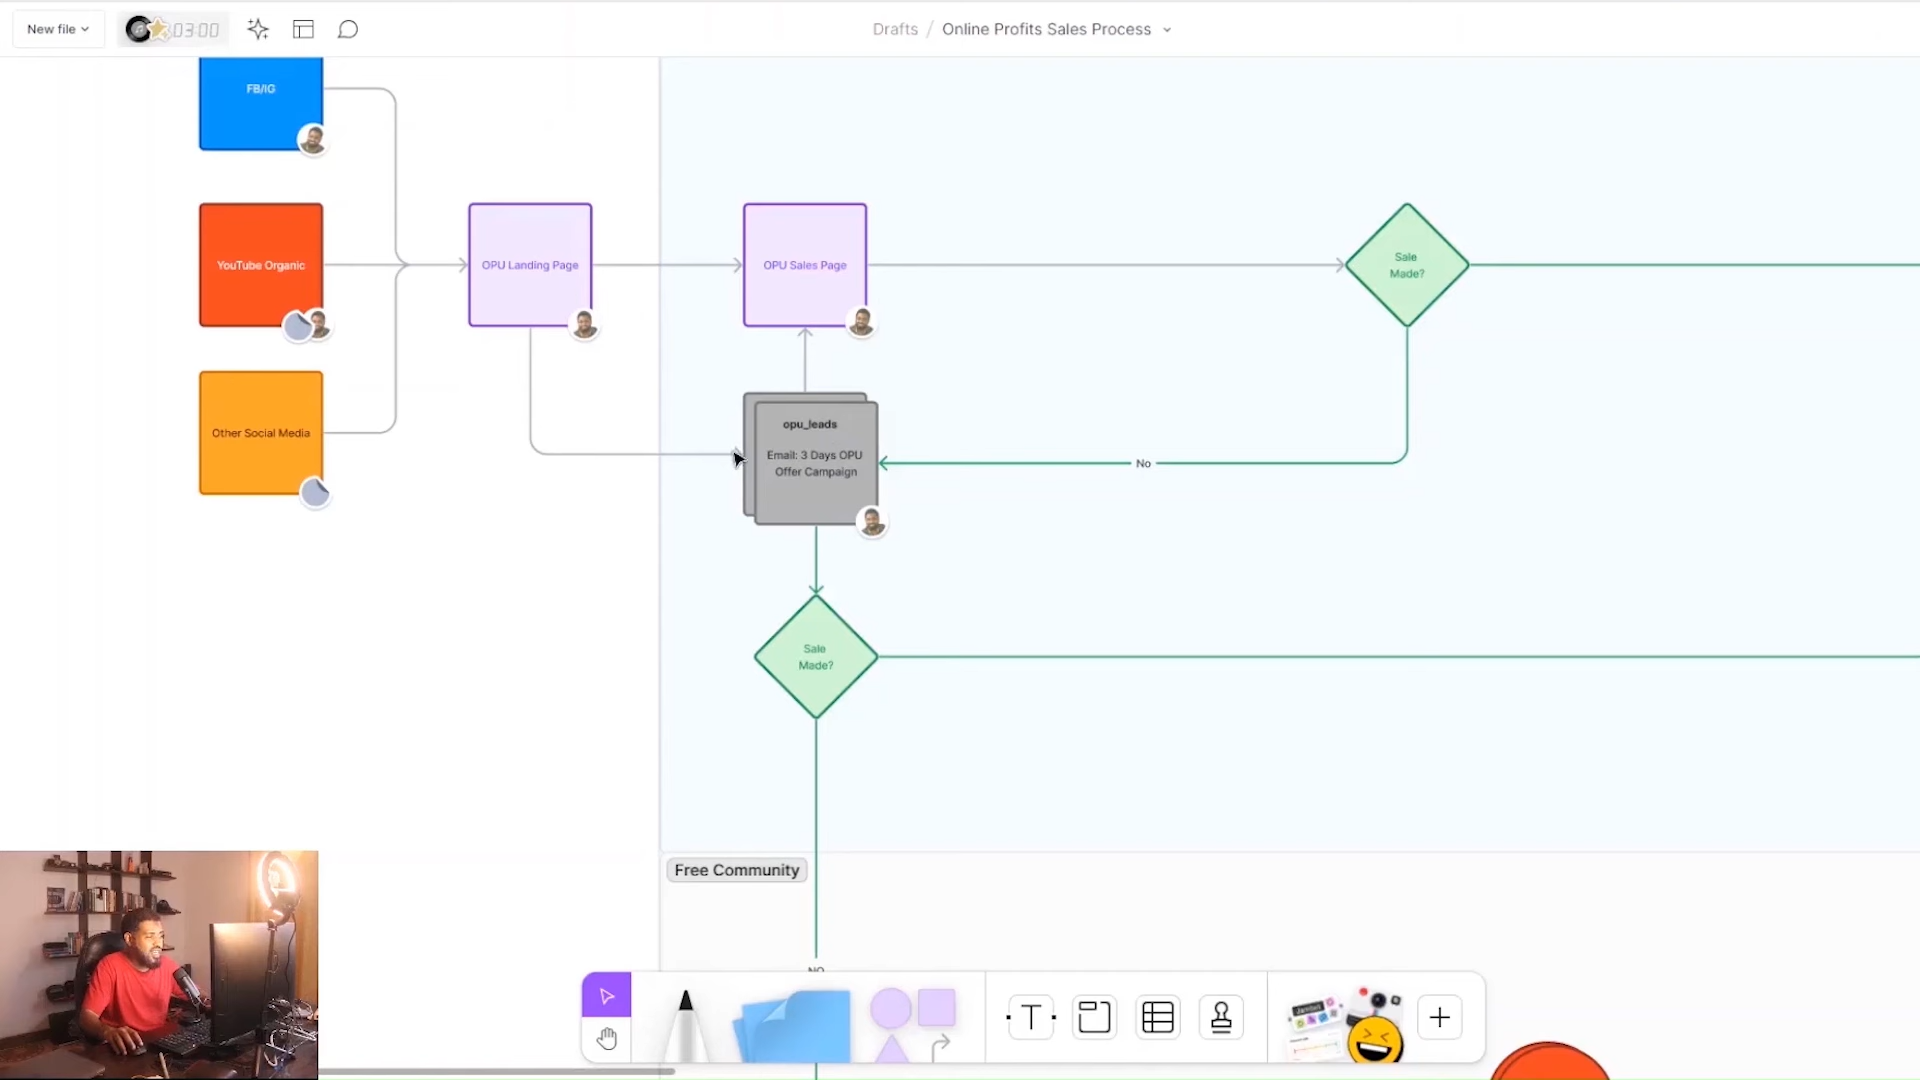 New file
03:00
Drafts / Online Profits Sales Process
FB/IG
YouTube Organic
OPU Landing Page
OPU Sales Page
Sale
Made?
Other Social Media
opu_leads
Email: 3 Days OPU
Offer Campaign
No
Sale
Made?
Free Community
NO
T